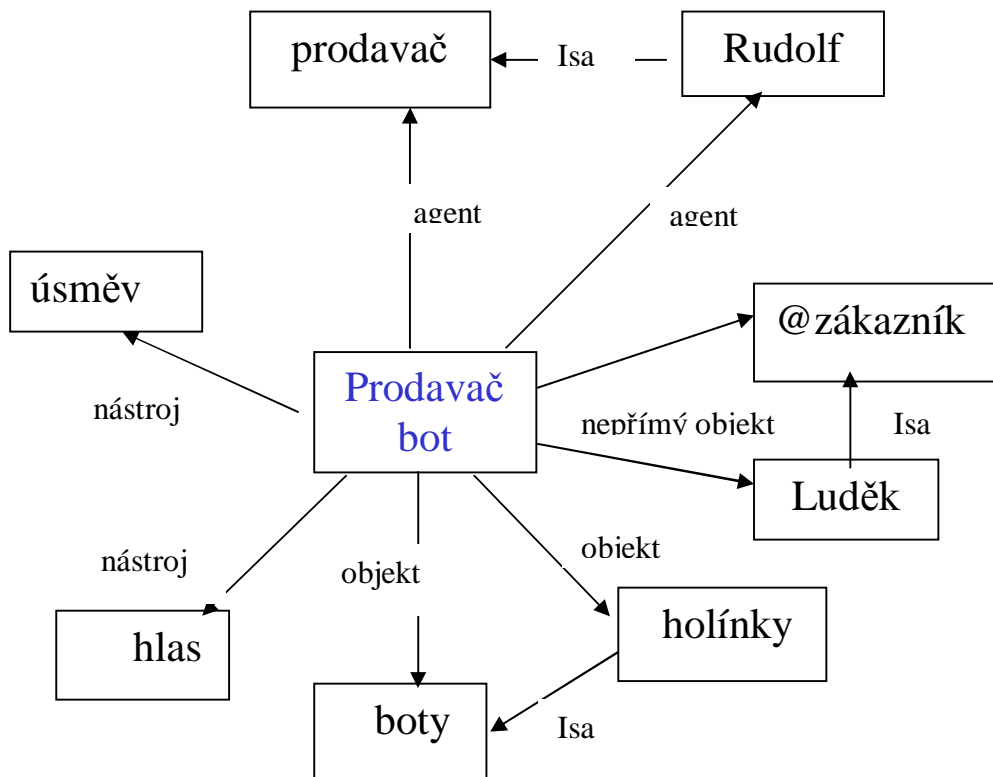 prodavač
Isa
Rudolf
agent
agent
úsměv
@zákazník
Prodavač
bot
nástroj
nepřímý objekt
Isa
Luděk
nástroj
objekt
objekt
hlas
holínky
boty
Isa